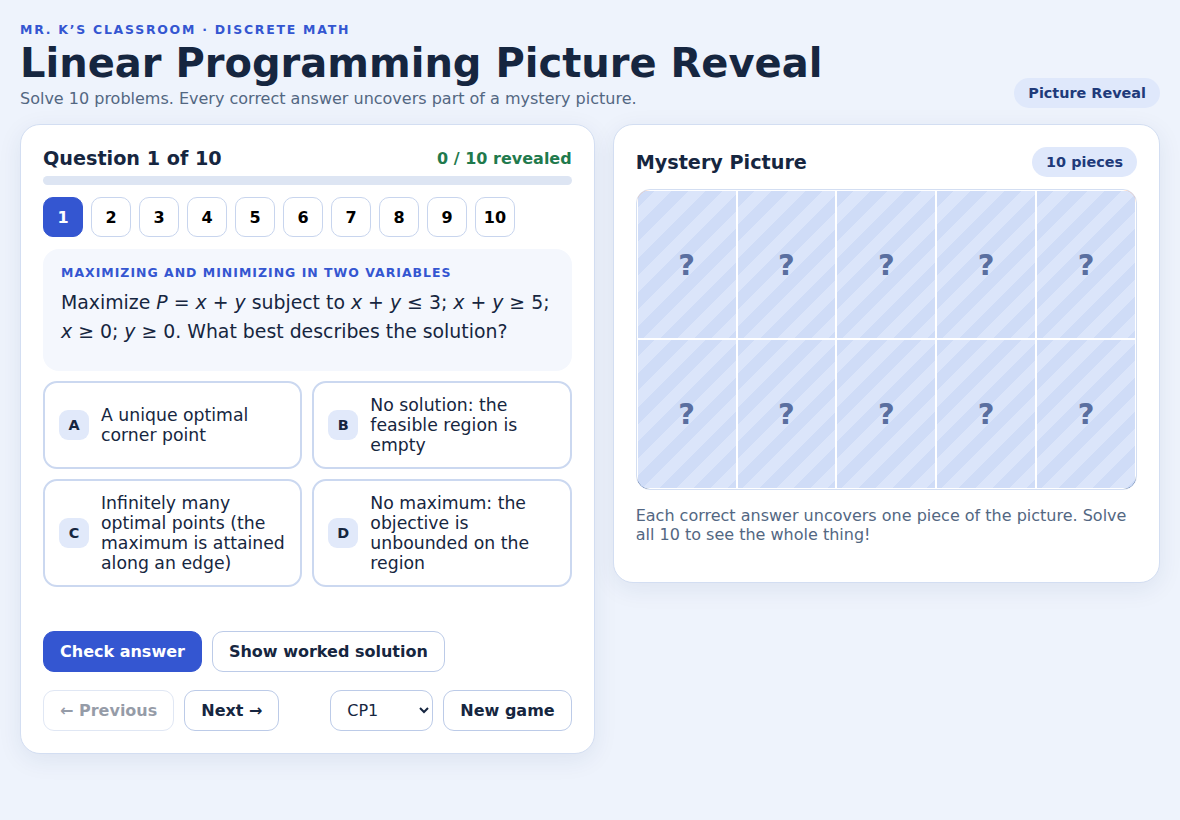 MR. K’S CLASSROOM · DISCRETE MATH
Linear Programming Picture Reveal
Solve 10 problems. Every correct answer uncovers part of a mystery picture.
Picture Reveal
Question 1 of 10
0 / 10 revealed
1 2 3 4 5 6 7 8 9 10
MAXIMIZING AND MINIMIZING IN TWO VARIABLES
Maximize P = x + y subject to x + y ≤ 3; x + y ≥ 5;
x ≥ 0; y ≥ 0. What best describes the solution?
A
A unique optimal
corner point
B
No solution: the
feasible region is
empty
C
Infinitely many
optimal points (the
maximum is attained
along an edge)
D
No maximum: the
objective is
unbounded on the
region
Check answer
Show worked solution
← Previous
Next →
CP1
New game
Mystery Picture
10 pieces
? ? ? ? ?
? ? ? ? ?
Each correct answer uncovers one piece of the picture. Solve
all 10 to see the whole thing!